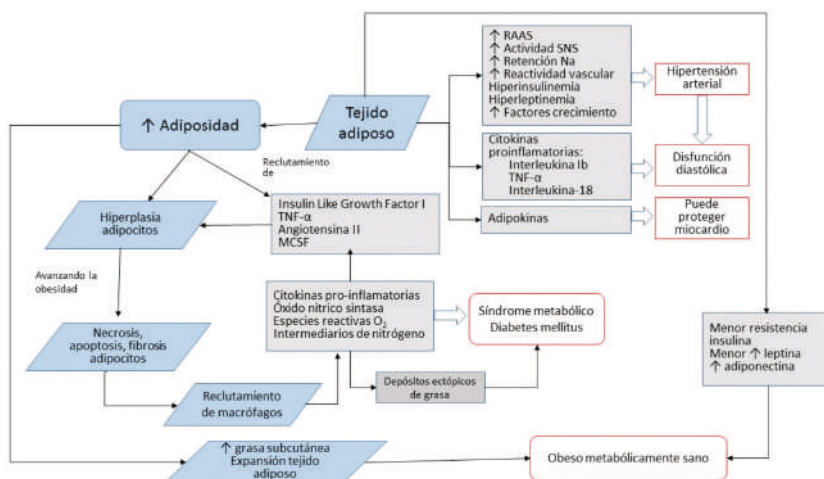 ↑ RAAS
↑ Actividad SNS
↑ Retención Na
↑ Reactividad vascular
Hiperinsulinemia
Hiperleptinemia
↑ Factores crecimiento
Hipertensión
arterial
↑ Adiposidad
Tejido
adiposo
Citokinas
proinflamatorias:
Interleukina Ib
TNF-α
Interleukina-18
Disfunción
diastólica
Reclutamiento
de
Hiperplasia
adipocitos
Insulin Like Growth Factor I
TNF-α
Angiotensina II
MCSF
Adipokinas
Puede
proteger
miocardio
Avanzando la
obesidad
Citokinas pro-inflamatorias
Óxido nítrico sintasa
Especies reactivas O₂
Intermediarios de nitrógeno
Síndrome metabólico
Diabetes mellitus
Necrosis,
apoptosis, fibrosis
adipocitos
Menor resistencia
insulina
Menor ↑ leptina
↑ adiponectina
Reclutamiento
de macrófagos
Depósitos ectópicos
de grasa
↑ grasa subcutánea
Expansión tejido
adiposo
Obeso metabólicamente sano